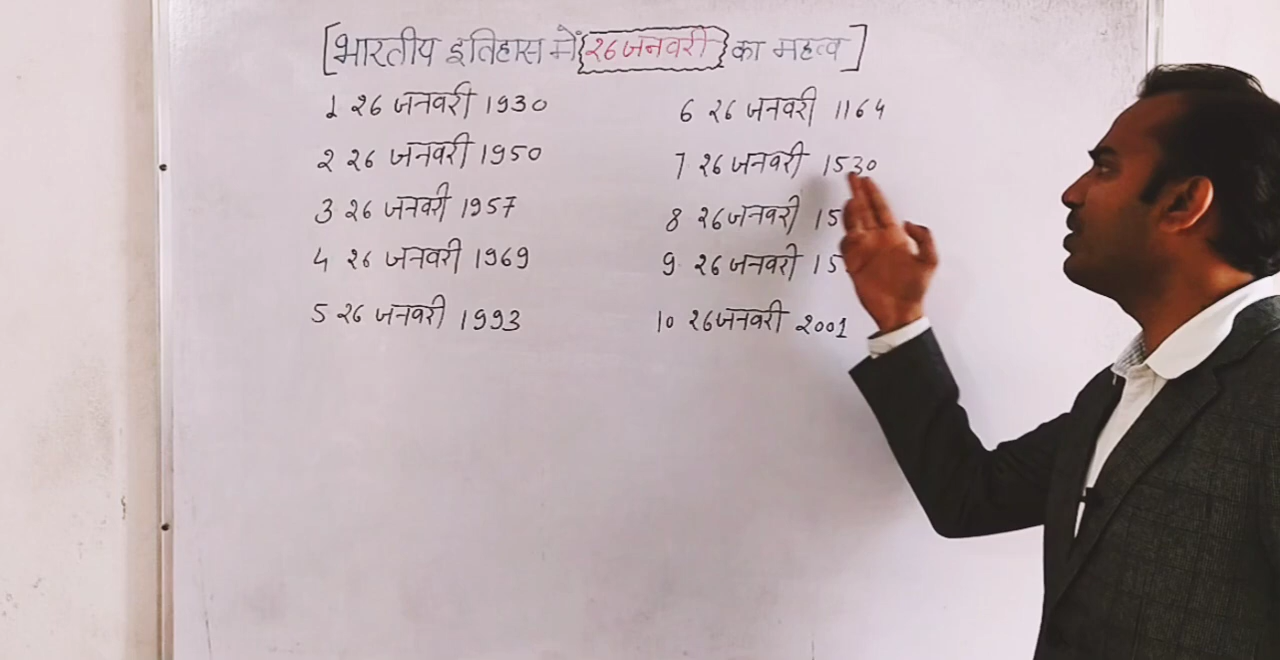 [भारतीय इतिहास में {26 जनवरी} का महत्व]
1 26 जनवरी 1930
2 26 जनवरी 1950
3 26 जनवरी 1957
4 26 जनवरी 1969
5 26 जनवरी 1993
6 26 जनवरी 1164
7 26 जनवरी 1530
8 26 जनवरी 15
9 26 जनवरी 15
10 26 जनवरी 2001